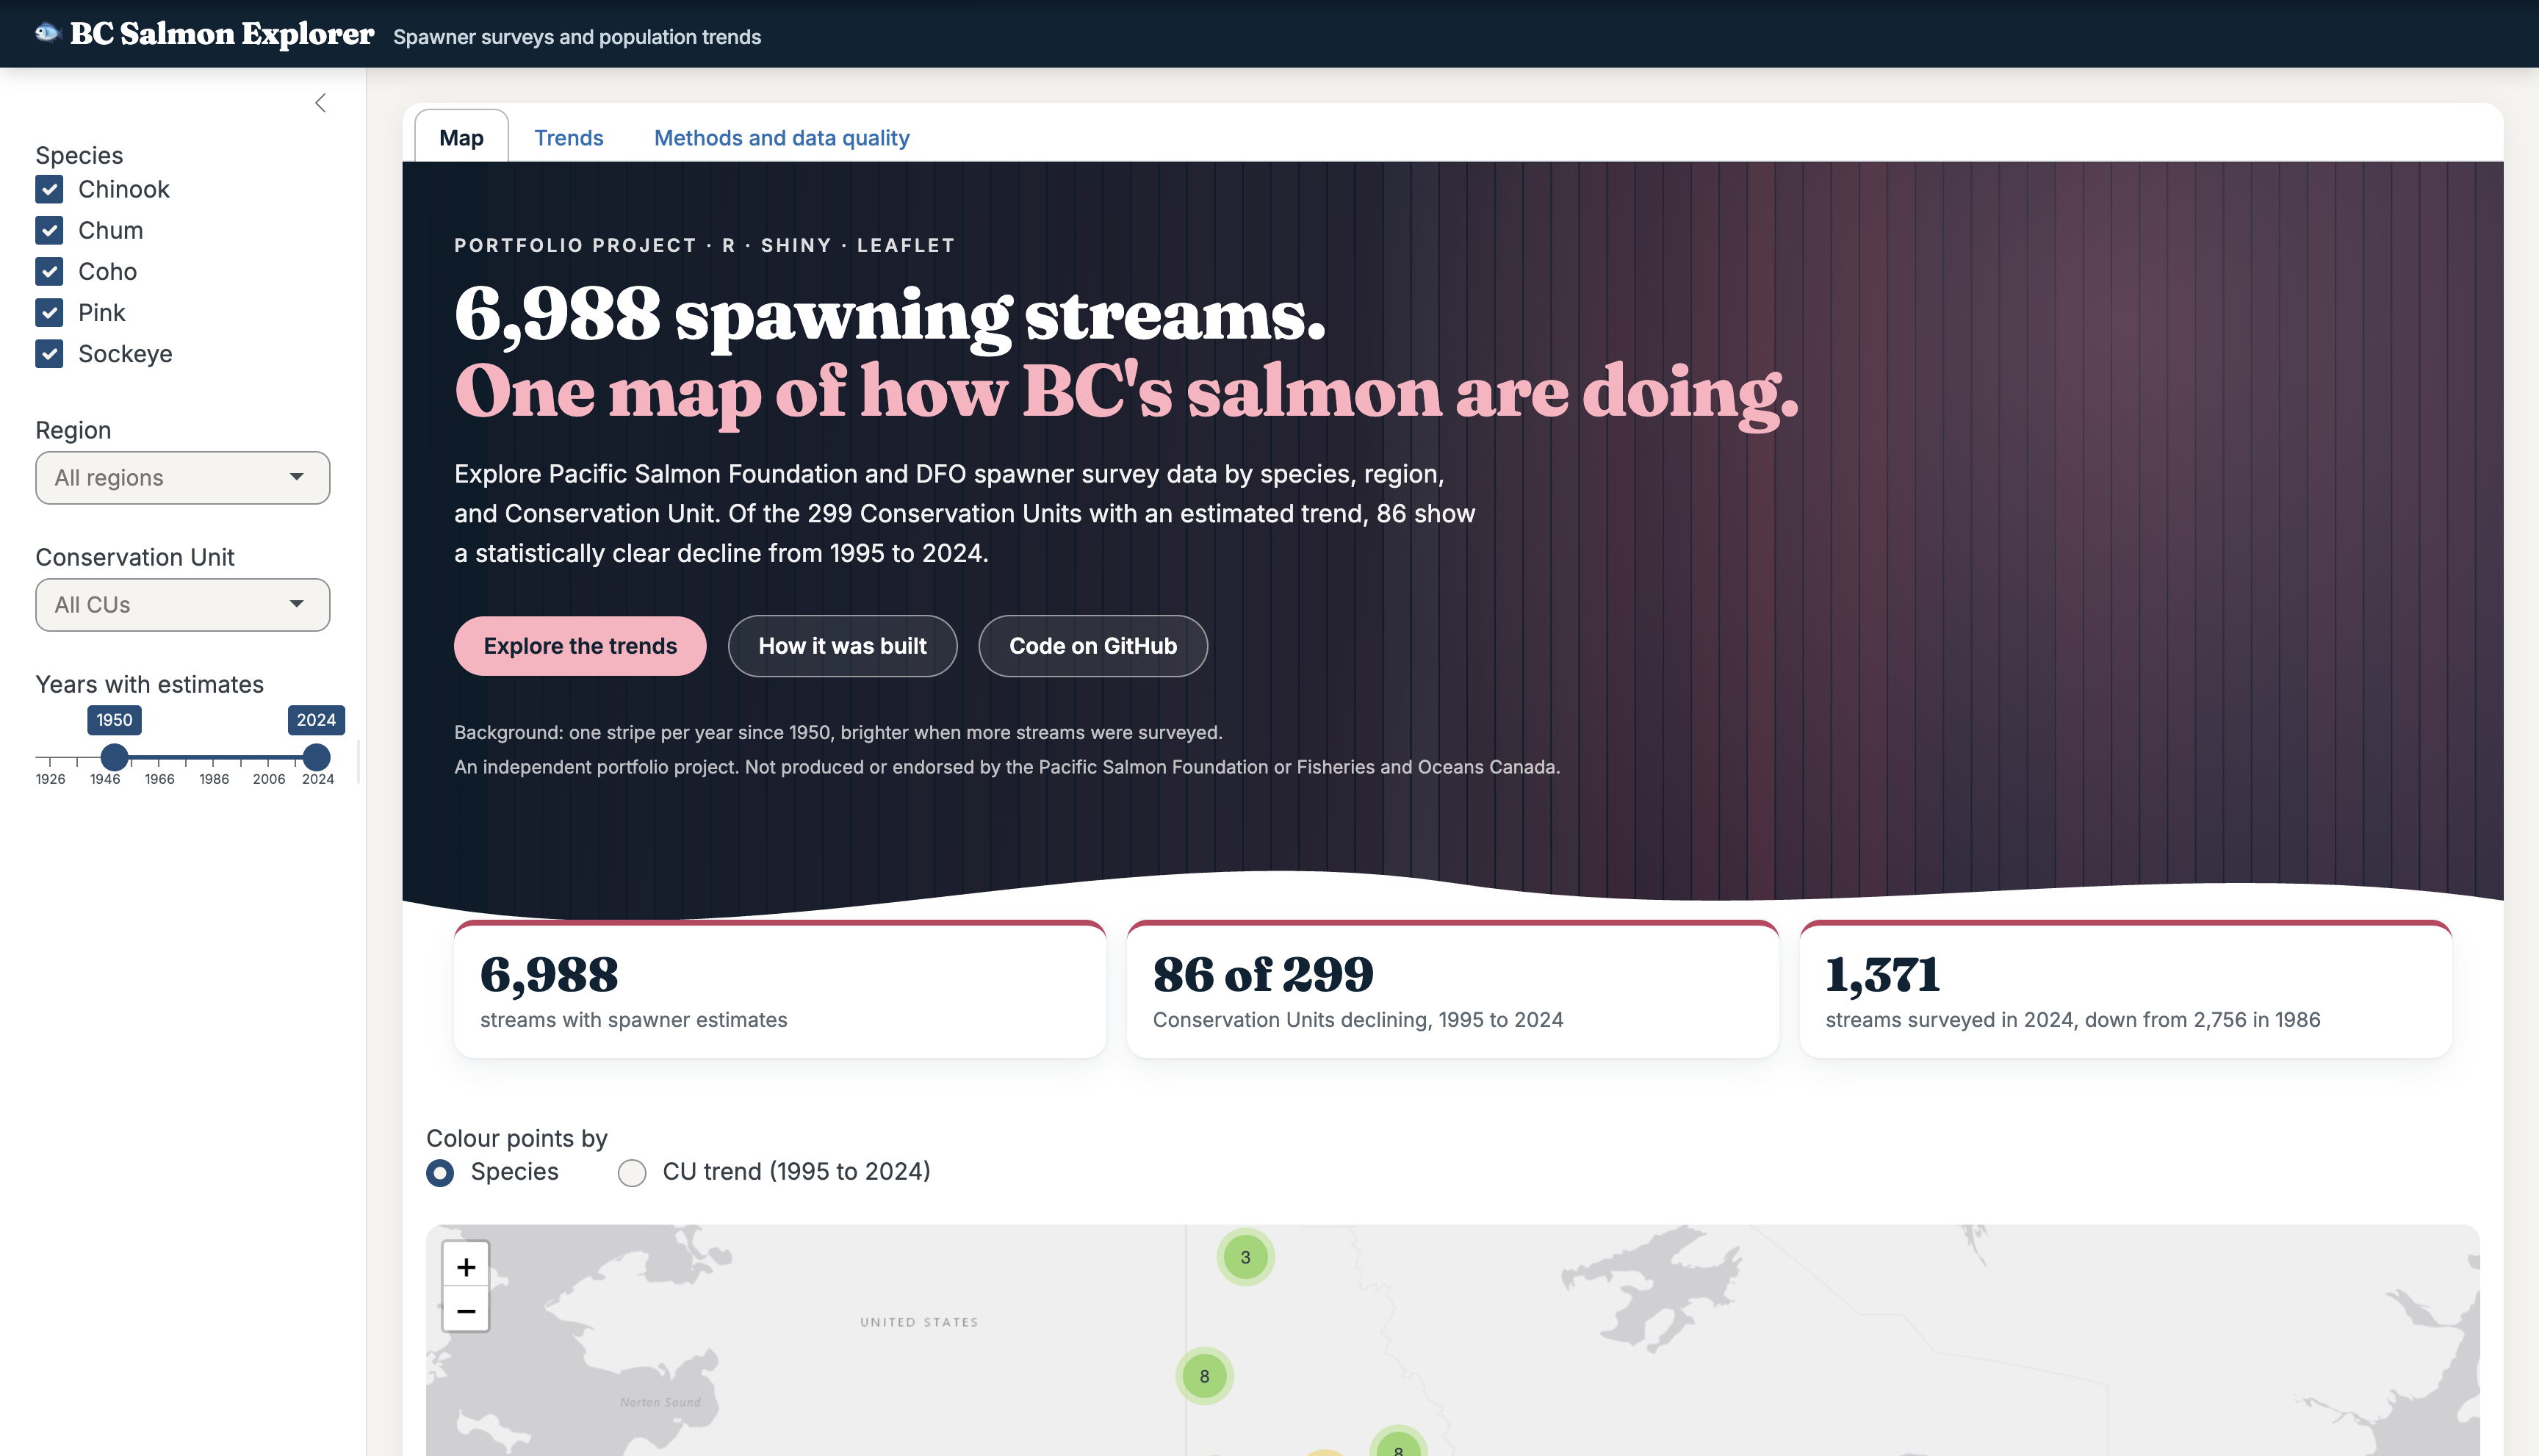 BC Salmon Explorer
Spawner surveys and population trends
Species
Chinook
Chum
Coho
Pink
Sockeye
Region
All regions
Conservation Unit
All CUs
Years with estimates
1950
2024
1926
1946
1966
1986
2006
2024
Map
Trends
Methods and data quality
PORTFOLIO PROJECT · R · SHINY · LEAFLET
6,988 spawning streams.
One map of how BC's salmon are doing.
Explore Pacific Salmon Foundation and DFO spawner survey data by species, region,
and Conservation Unit. Of the 299 Conservation Units with an estimated trend, 86 show
a statistically clear decline from 1995 to 2024.
Explore the trends
How it was built
Code on GitHub
Background: one stripe per year since 1950, brighter when more streams were surveyed.
An independent portfolio project. Not produced or endorsed by the Pacific Salmon Foundation or Fisheries and Oceans Canada.
6,988
streams with spawner estimates
86 of 299
Conservation Units declining, 1995 to 2024
1,371
streams surveyed in 2024, down from 2,756 in 1986
Colour points by
Species
CU trend (1995 to 2024)
+
−
3
UNITED STATES
8
Norton Sound
8